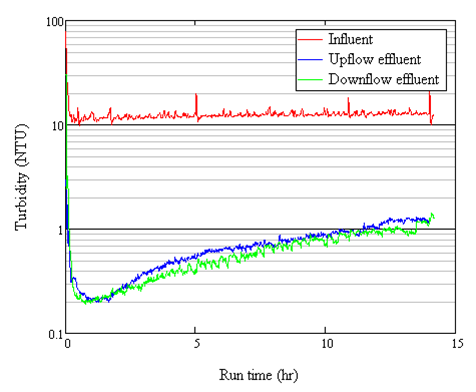 100
10
1
0.1
Turbidity (NTU)
Influent
Upflow effluent
Downflow effluent
0
5
10
15
Run time (hr)